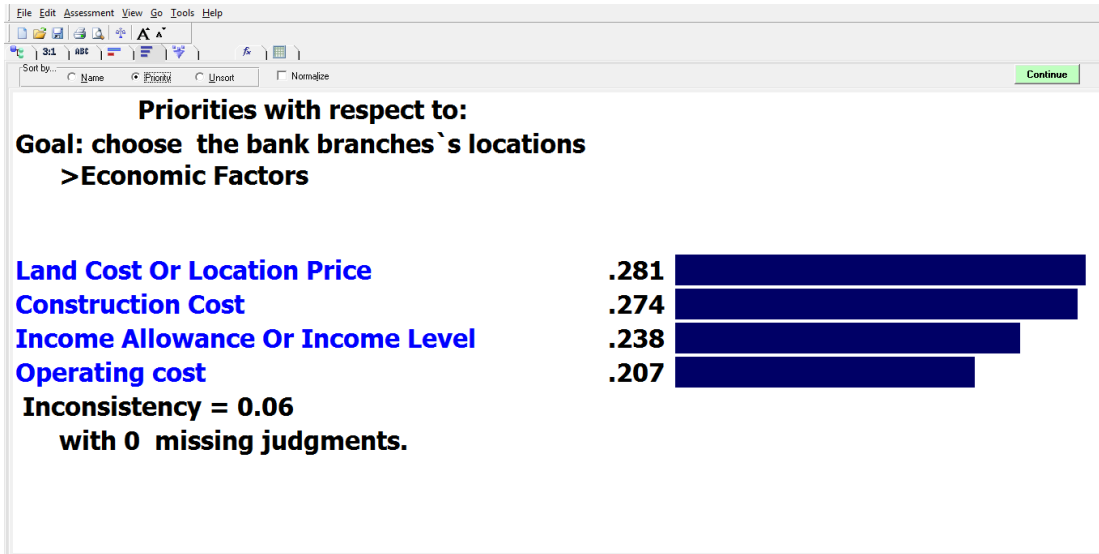 File Edit Assessment View Go Tools Help
A A
3:1 ABC fx
Sort by... Name Priority Unsort Normalize Continue
Priorities with respect to:
Goal: choose the bank branches`s locations
>Economic Factors
Land Cost Or Location Price .281
Construction Cost .274
Income Allowance Or Income Level .238
Operating cost .207
Inconsistency = 0.06
with 0 missing judgments.